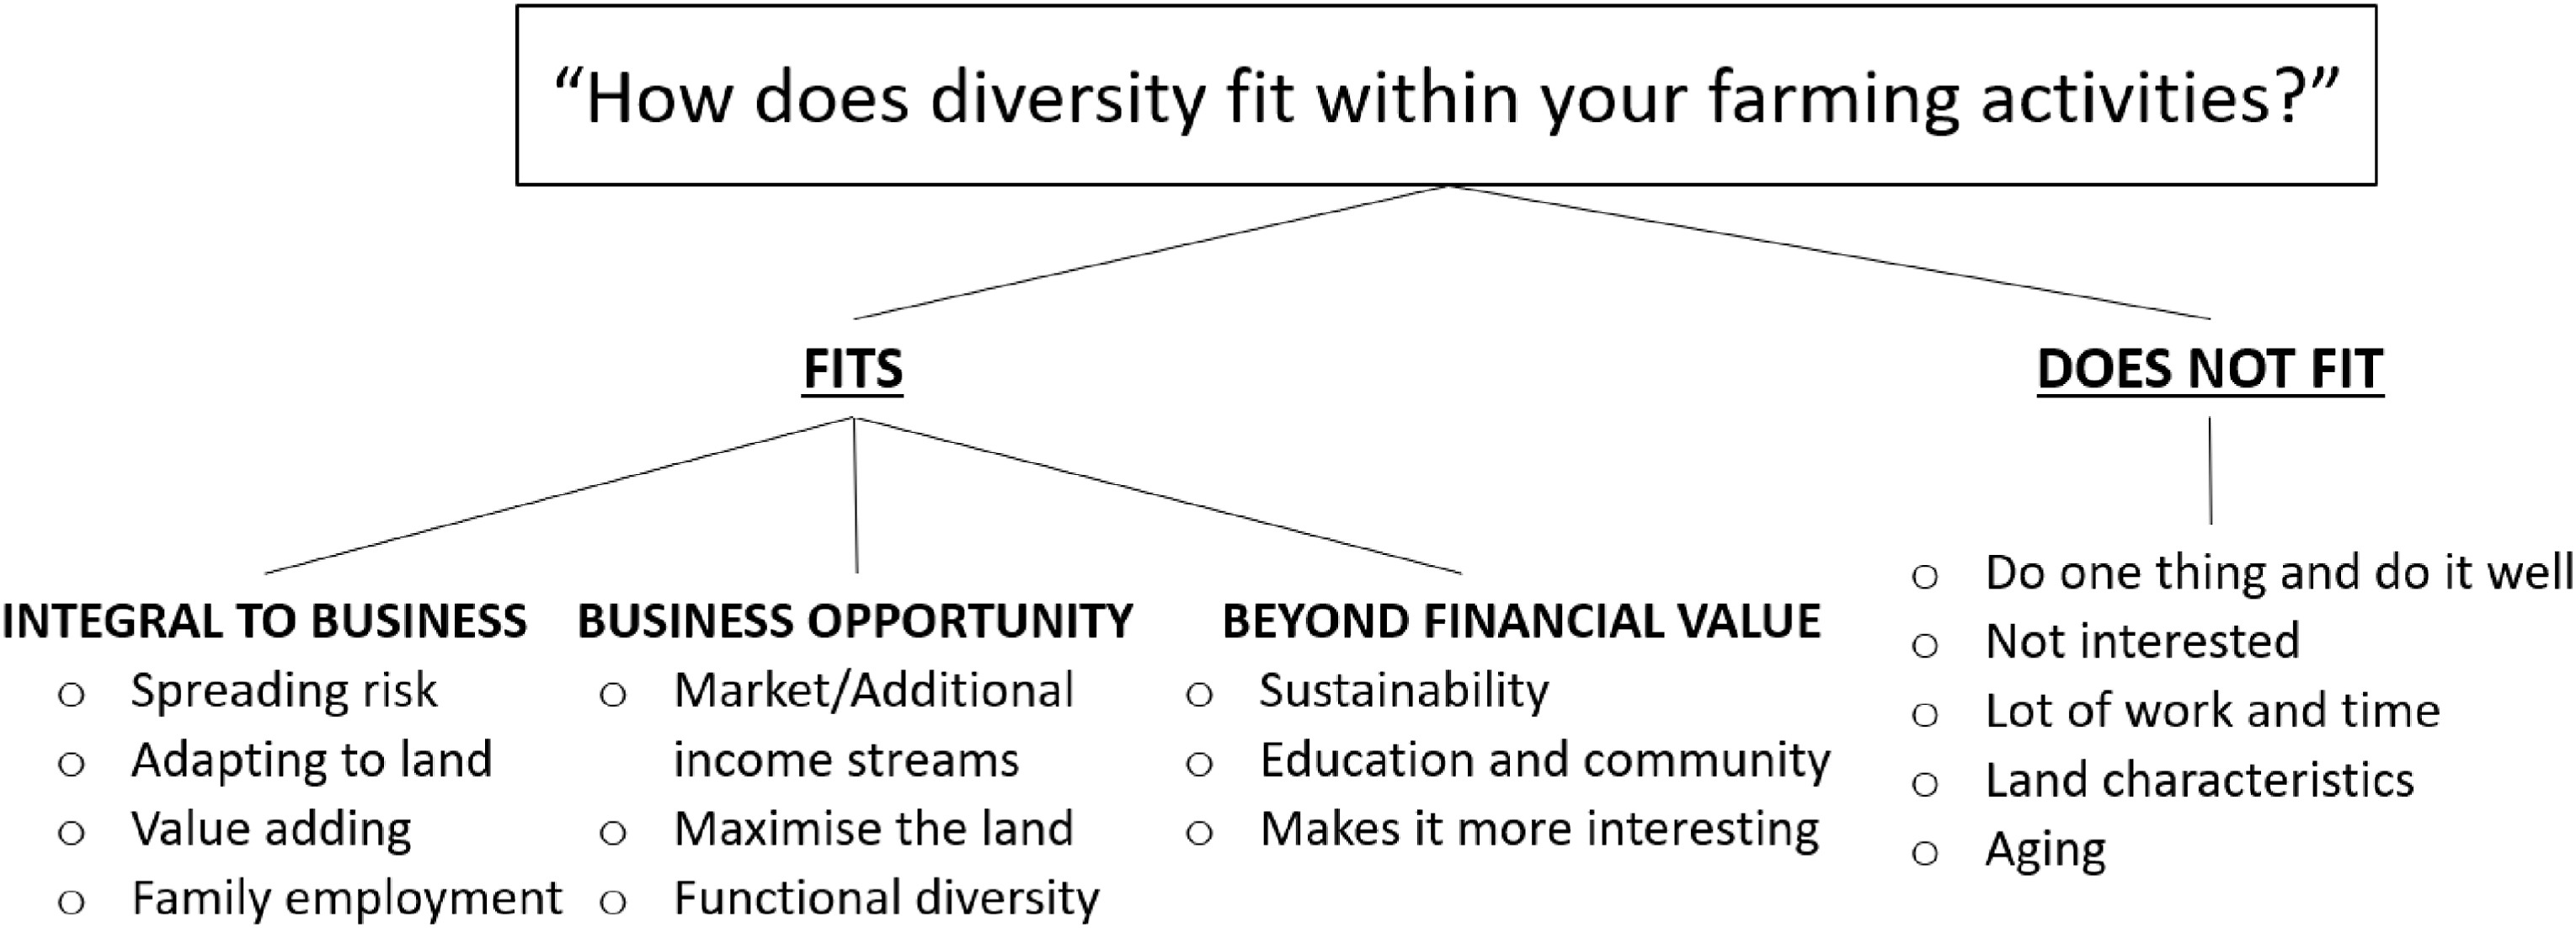 “How does diversity fit within your farming activities?”
FITS
DOES NOT FIT
INTEGRAL TO BUSINESS
○ Spreading risk
○ Adapting to land
○ Value adding
○ Family employment
BUSINESS OPPORTUNITY
○ Market/Additional
income streams
○ Maximise the land
○ Functional diversity
BEYOND FINANCIAL VALUE
○ Sustainability
○ Education and community
○ Makes it more interesting
○ Do one thing and do it well
○ Not interested
○ Lot of work and time
○ Land characteristics
○ Aging